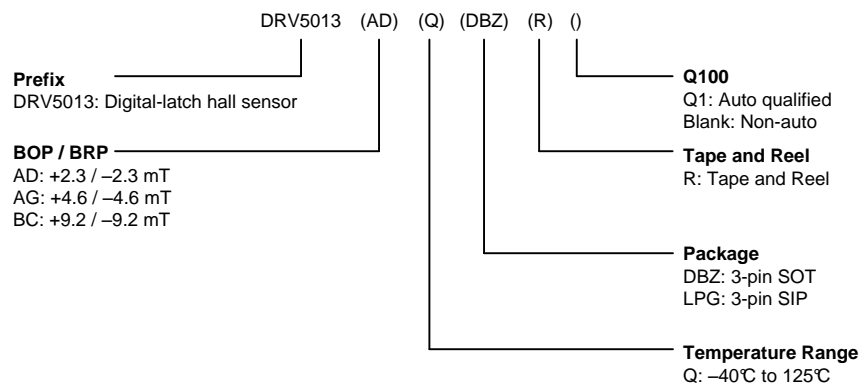 DRV5013 (AD) (Q) (DBZ) (R) ()
Prefix
DRV5013: Digital-latch hall sensor
BOP / BRP
AD: +2.3 / –2.3 mT
AG: +4.6 / –4.6 mT
BC: +9.2 / –9.2 mT
Q100
Q1: Auto qualified
Blank: Non-auto
Tape and Reel
R: Tape and Reel
Package
DBZ: 3-pin SOT
LPG: 3-pin SIP
Temperature Range
Q: –40℃ to 125℃